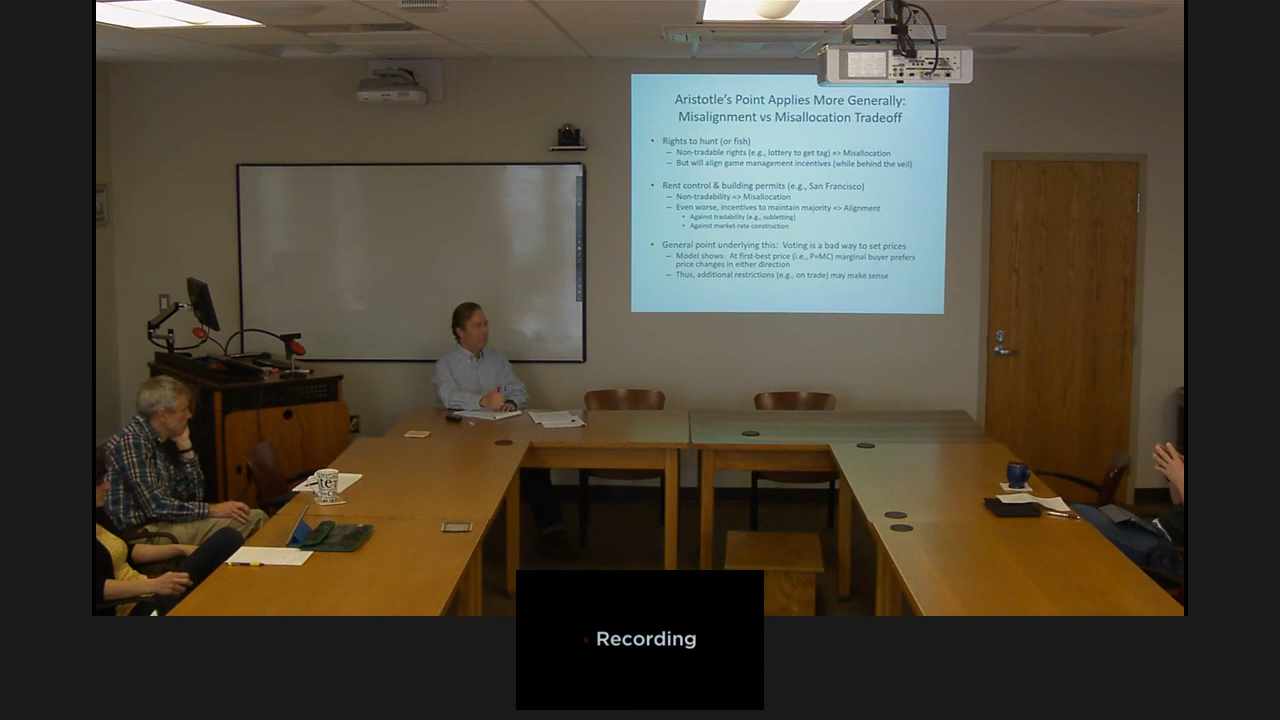 Aristotle's Point Applies More Generally:
Misalignment vs Misallocation Tradeoff
• Rights to hunt (or fish)
– Non-tradable rights (e.g., lottery to get tag) => Misallocation
– But will align game management incentives (while behind the veil)
• Rent control & building permits (e.g., San Francisco)
– Non-tradability => Misallocation
– Even worse, incentives to maintain majority => Alignment
• Against tradability (e.g., subletting)
• Against market-rate construction
• General point underlying this: Voting is a bad way to set prices
– Model shows: At first-best price (i.e., P=MC) marginal buyer prefers
price changes in either direction
– Thus, additional restrictions (e.g., on trade) may make sense
te
Recording